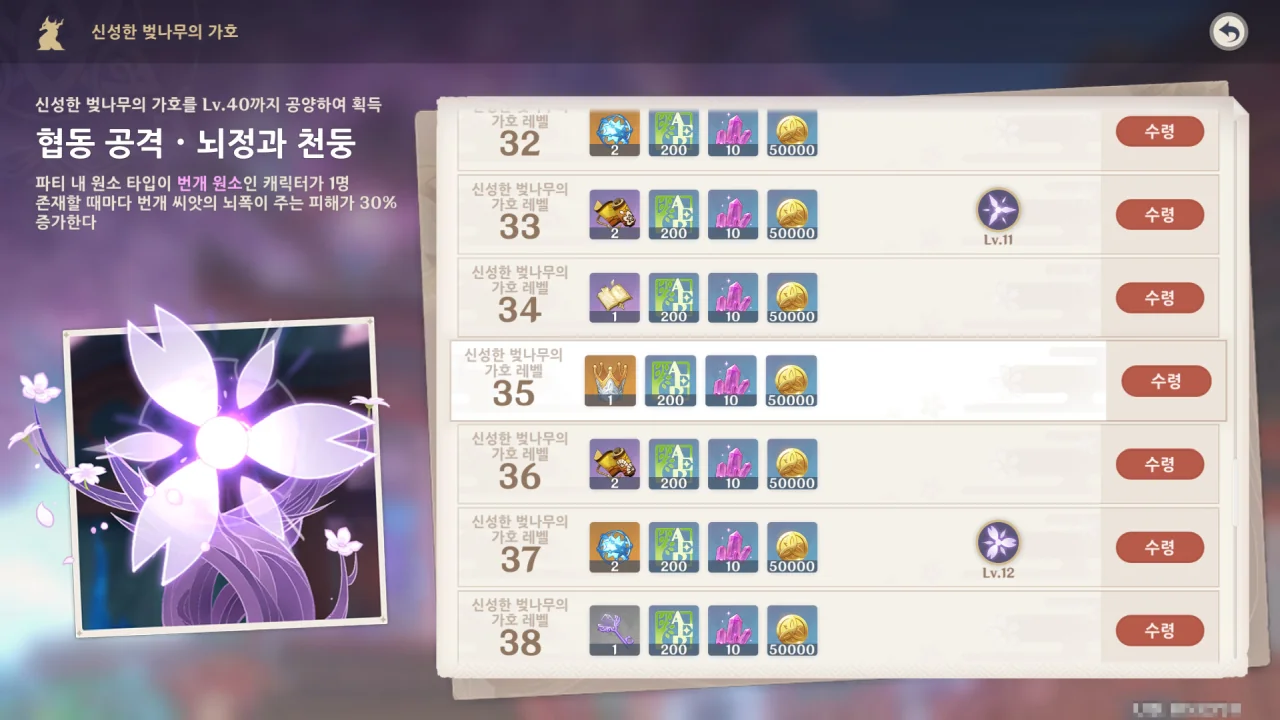 신성한 벚나무의 가호
신성한 벚나무의 가호를 Lv.40까지 공양하여 획득
협동 공격 · 뇌정과 천둥
파티 내 원소 타입이 번개 원소인 캐릭터가 1명
존재할 때마다 번개 씨앗의 뇌폭이 주는 피해가 30%
증가한다
신성한 벚나무의
가호 레벨
32
2
200
10
50000
수령
신성한 벚나무의
가호 레벨
33
2
200
10
50000
Lv.11
수령
신성한 벚나무의
가호 레벨
34
1
200
10
50000
수령
신성한 벚나무의
가호 레벨
35
1
200
10
50000
수령
신성한 벚나무의
가호 레벨
36
2
200
10
50000
수령
신성한 벚나무의
가호 레벨
37
2
200
10
50000
Lv.12
수령
신성한 벚나무의
가호 레벨
38
1
200
10
50000
수령